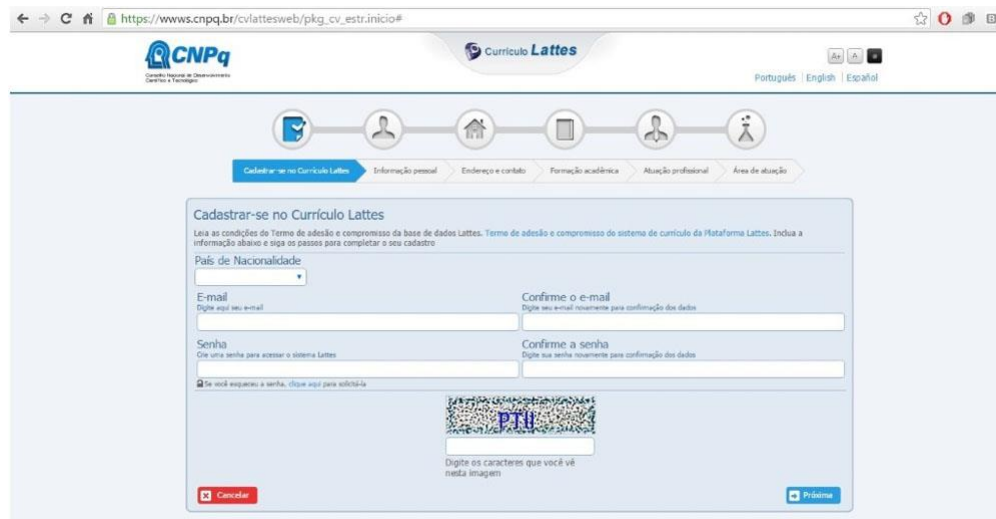 https://wwws.cnpq.br/cvlattesweb/pkg_cv_estr.inicio#
CNPq
Conselho Nacional de Desenvolvimento
Científico e Tecnológico
Currículo Lattes
A+ A
Português | English | Español
Cadastrar-se no Currículo Lattes
Informação pessoal
Endereço e contato
Formação acadêmica
Atuação profissional
Área de atuação
Cadastrar-se no Currículo Lattes
Leia as condições do Termo de adesão e compromisso da base de dados Lattes. Termo de adesão e compromisso do sistema de currículo da Plataforma Lattes. Inclua a
informação abaixo e siga os passos para completar o seu cadastro
País de Nacionalidade
E-mail
Digite aqui seu e-mail
Confirme o e-mail
Digite seu e-mail novamente para confirmação dos dados
Senha
Crie uma senha para acessar o sistema Lattes
Confirme a senha
Digite sua senha novamente para confirmação dos dados
Se você esqueceu a senha, clique aqui para solicitá-la
Digite os caracteres que você vê
nesta imagem
Cancelar
Próxima